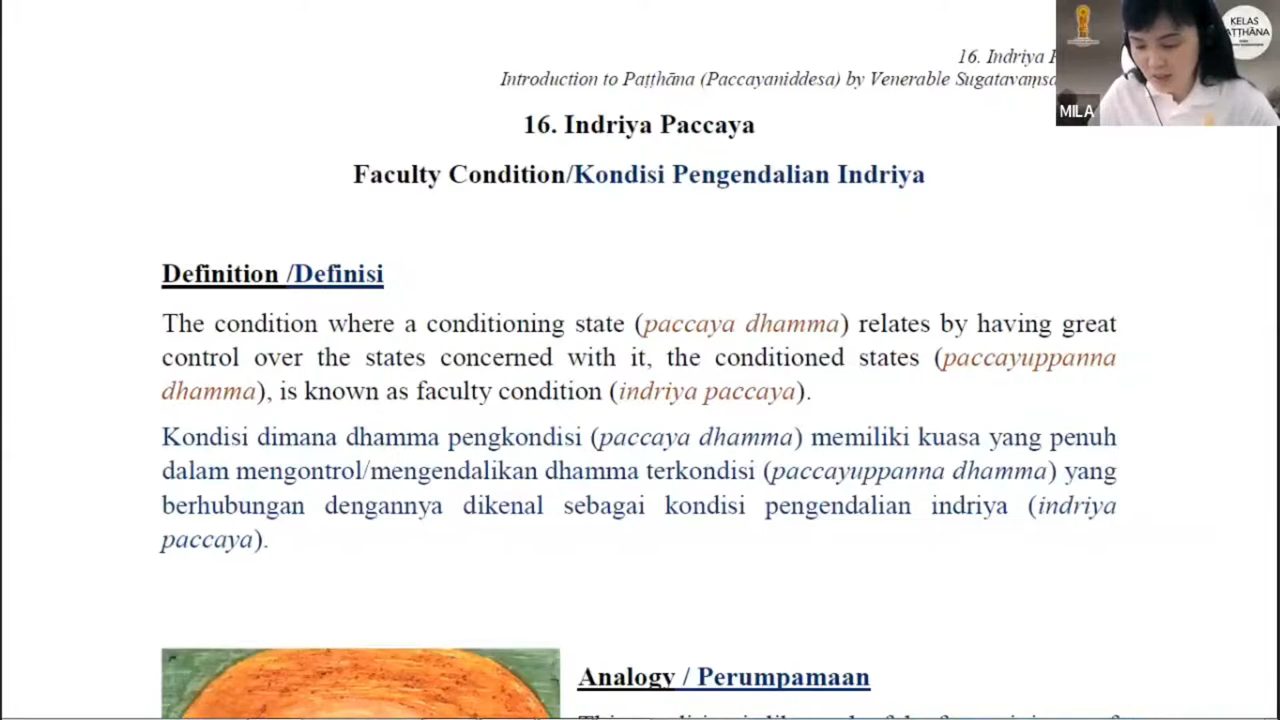 16. Indriya
Introduction to Paṭṭhāna (Paccayaniddesa) by Venerable
KELAS
MILA
16. Indriya Paccaya
Faculty Condition/Kondisi Pengendalian Indriya
Definition /Definisi
The condition where a conditioning state (paccaya dhamma) relates by having great
control over the states concerned with it, the conditioned states (paccayuppanna
dhamma), is known as faculty condition (indriya paccaya).
Kondisi dimana dhamma pengkondisi (paccaya dhamma) memiliki kuasa yang penuh
dalam mengontrol/mengendalikan dhamma terkondisi (paccayuppanna dhamma) yang
berhubungan dengannya dikenal sebagai kondisi pengendalian indriya (indriya
paccaya).
Analogy / Perumpamaan